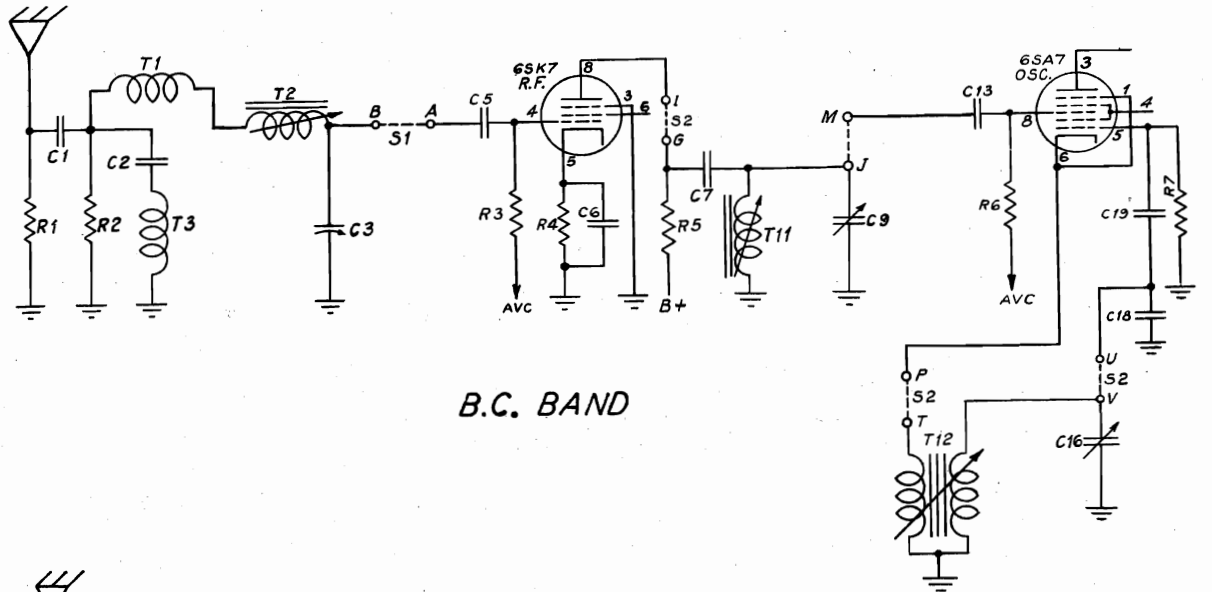 T1
T2
C1
C2
R1
R2
T3
C3
B
A
S1
C5
6SK7
R.F.
8
3
6
4
5
R3
AVC
R4
C6
I
S2
G
C7
R5
B+
T11
M
J
C9
C13
6SA7
OSC.
3
1
4
8
5
6
R6
AVC
C19
R7
C18
U
S2
V
P
S2
T
T12
C16
B.C. BAND